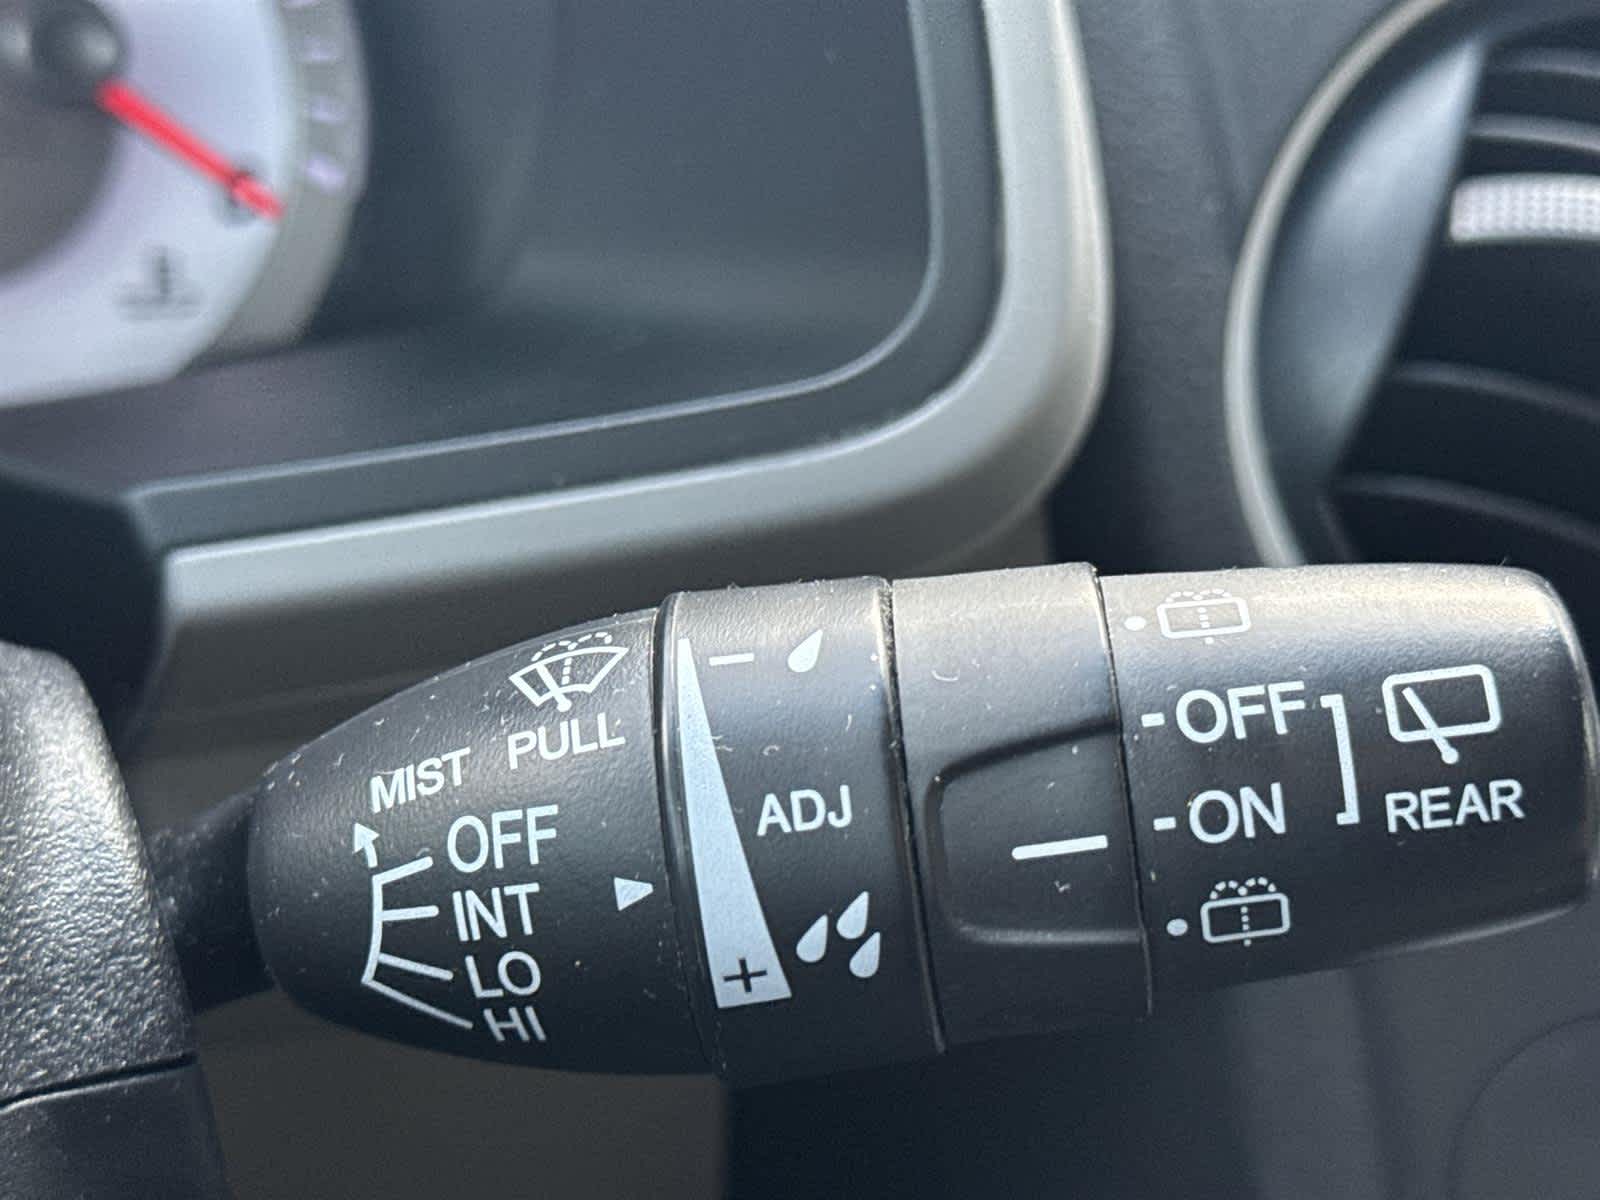 MIST PULL
OFF
INT
LO
HI
−
ADJ
+
-OFF
-ON
REAR